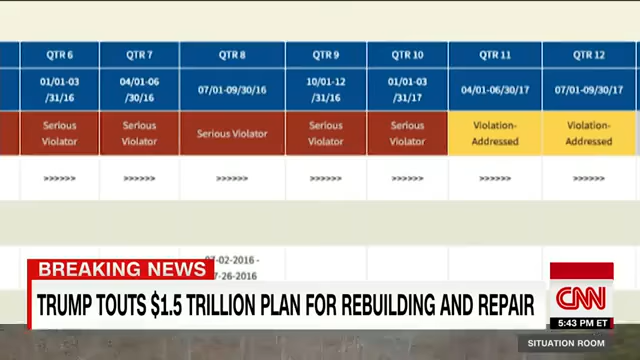 QTR 6 QTR 7 QTR 8 QTR 9 QTR 10 QTR 11 QTR 12
01/01-03 04/01-06 07/01-09/30/16 10/01-12 01/01-03 04/01-06/30/17 07/01-09/30/17
/31/16 /30/16 /31/16 /31/17
Serious Serious Serious Violator Serious Serious Violation- Violation-
Violator Violator Violator Violator Addressed Addressed
>>>>>> >>>>>> >>>>>> >>>>>> >>>>>> >>>>>> >>>>>>
-02-2016 -
-26-2016
BREAKING NEWS
TRUMP TOUTS $1.5 TRILLION PLAN FOR REBUILDING AND REPAIR
CNN
5:43 PM ET
SITUATION ROOM